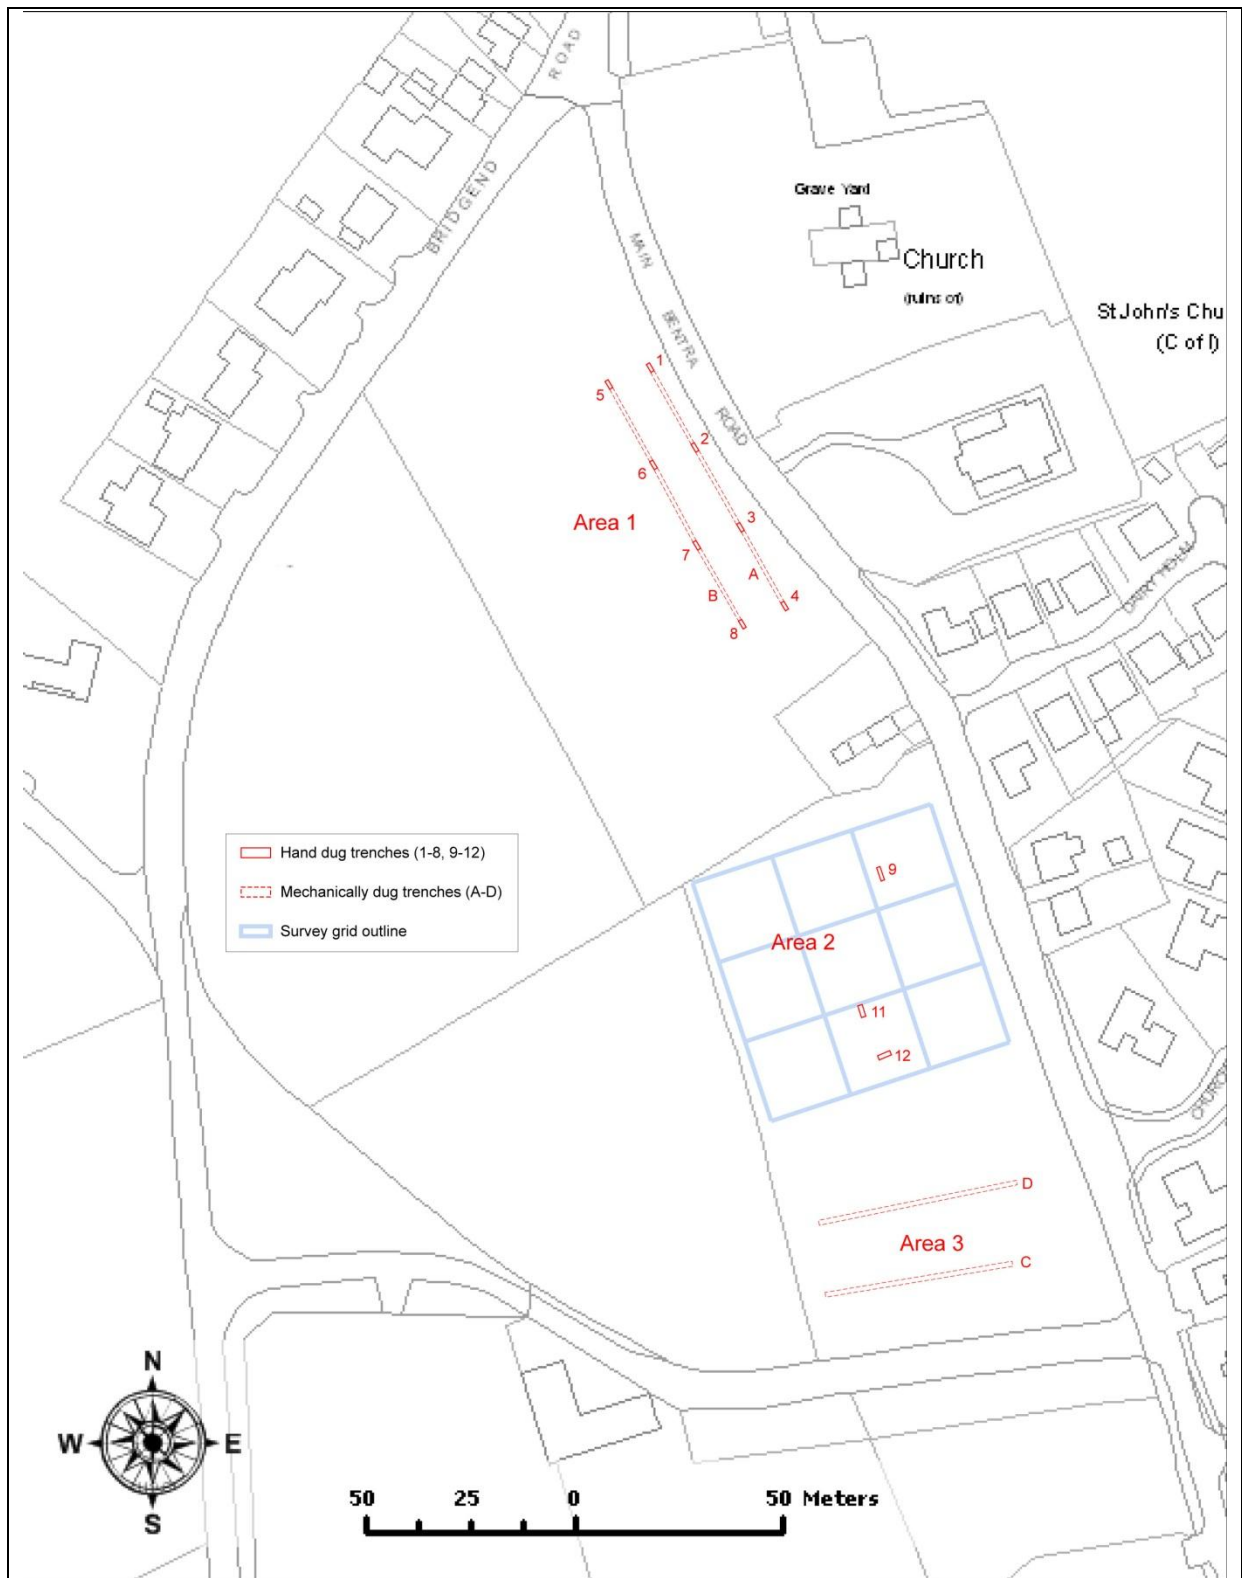 ROAD
BRIDGEND
MAIN
BENTRA
ROAD
Grave Yard
Church
(ruins of)
St John's Chu
(C of I)
1
5
2
6
Area 1
3
7
A
B
4
8
DAIRYHOLM
Hand dug trenches (1-8, 9-12)
Mechanically dug trenches (A-D)
Survey grid outline
9
Area 2
11
12
CHURCH
D
Area 3
C
N
W
E
S
50 25 0 50 Meters